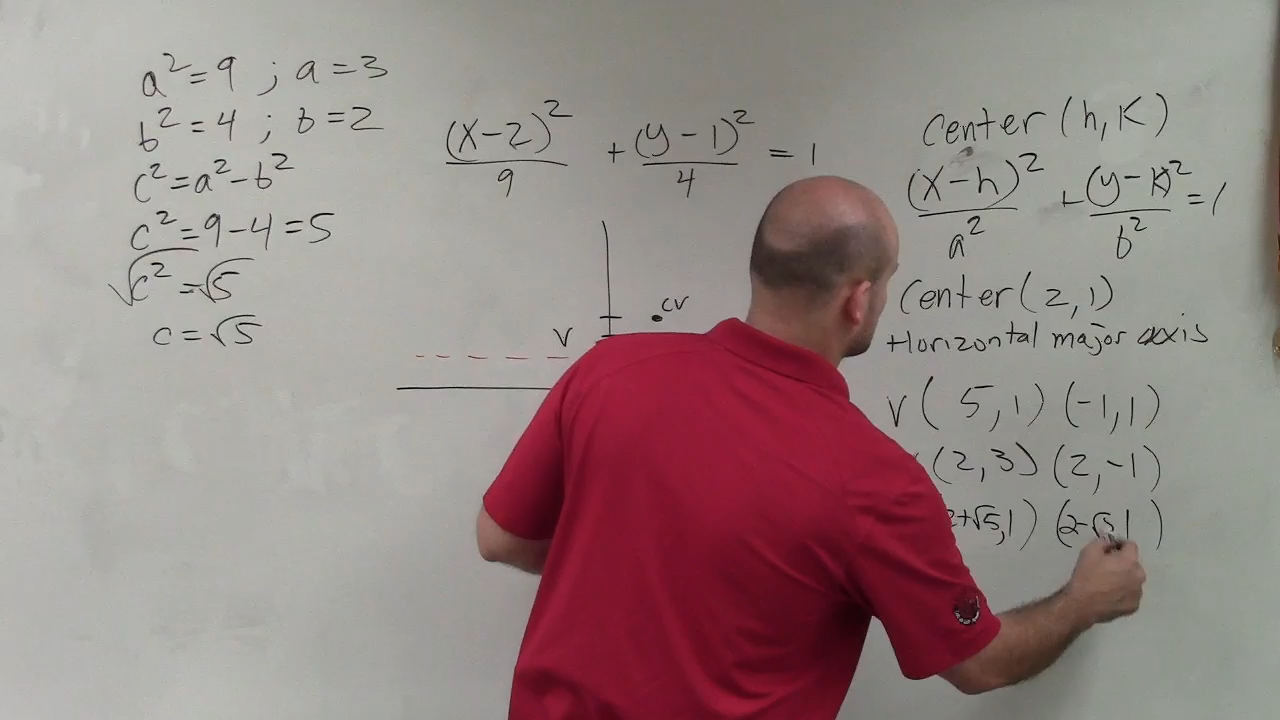 a² = 9 ; a = 3
b² = 4 ; b = 2
c² = a² - b²
c² = 9 - 4 = 5
√c² = √5
c = √5
(x-2)²/9 + (y-1)²/4 = 1
V
CV
center (h, K)
(x-h)²/a² + (y-k)²/b² = 1
Center (2, 1)
Horizontal major axis
V ( 5, 1) (-1, 1)
(2, 3) (2, -1)
2+√5, 1) (2-√5, 1 )